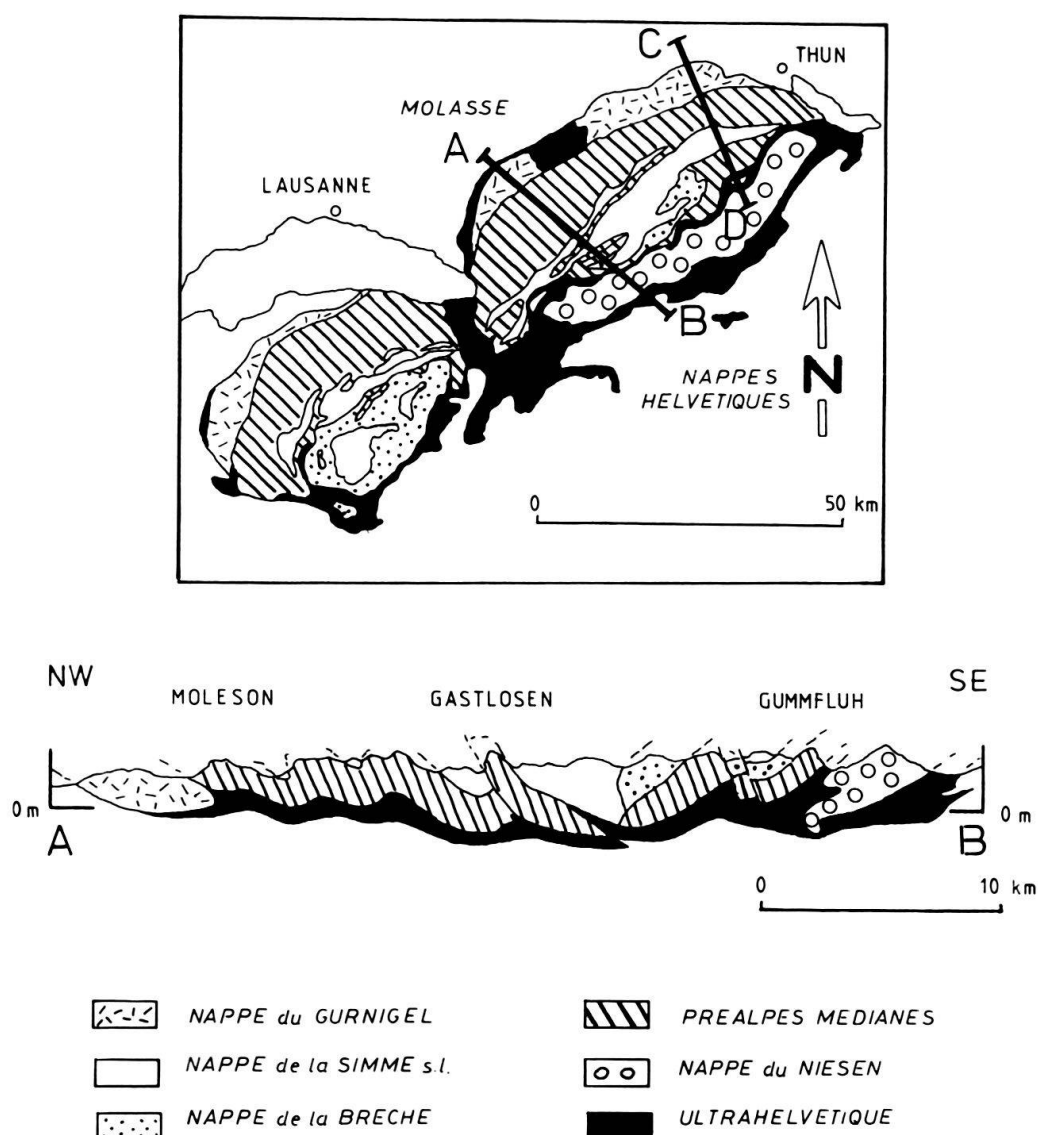 C
THUN
MOLASSE
A
LAUSANNE
D
B
NAPPES
HELVETIQUES
N
0 50 km
NW SE
MOLESON GASTLOSEN GUMMFLUH
0 m 0 m
A B
0 10 km
NAPPE du GURNIGEL PREALPES MEDIANES
NAPPE de la SIMME s.l. NAPPE du NIESEN
NAPPE de la BRECHE ULTRAHELVETIQUE